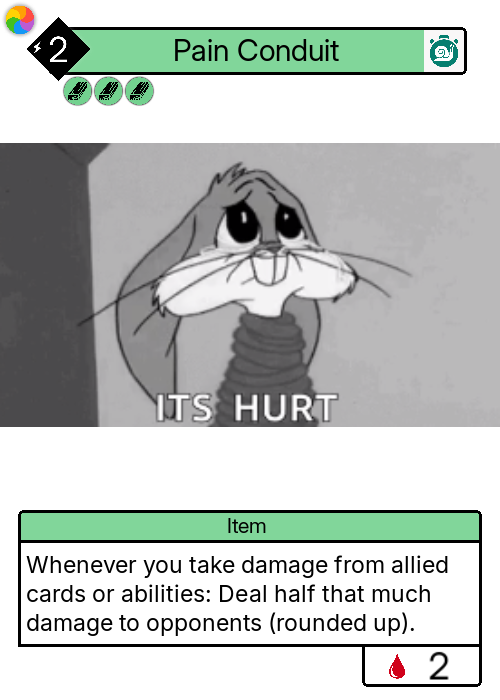 2
Pain Conduit
ITS HURT
Item
Whenever you take damage from allied
cards or abilities: Deal half that much
damage to opponents (rounded up).
2